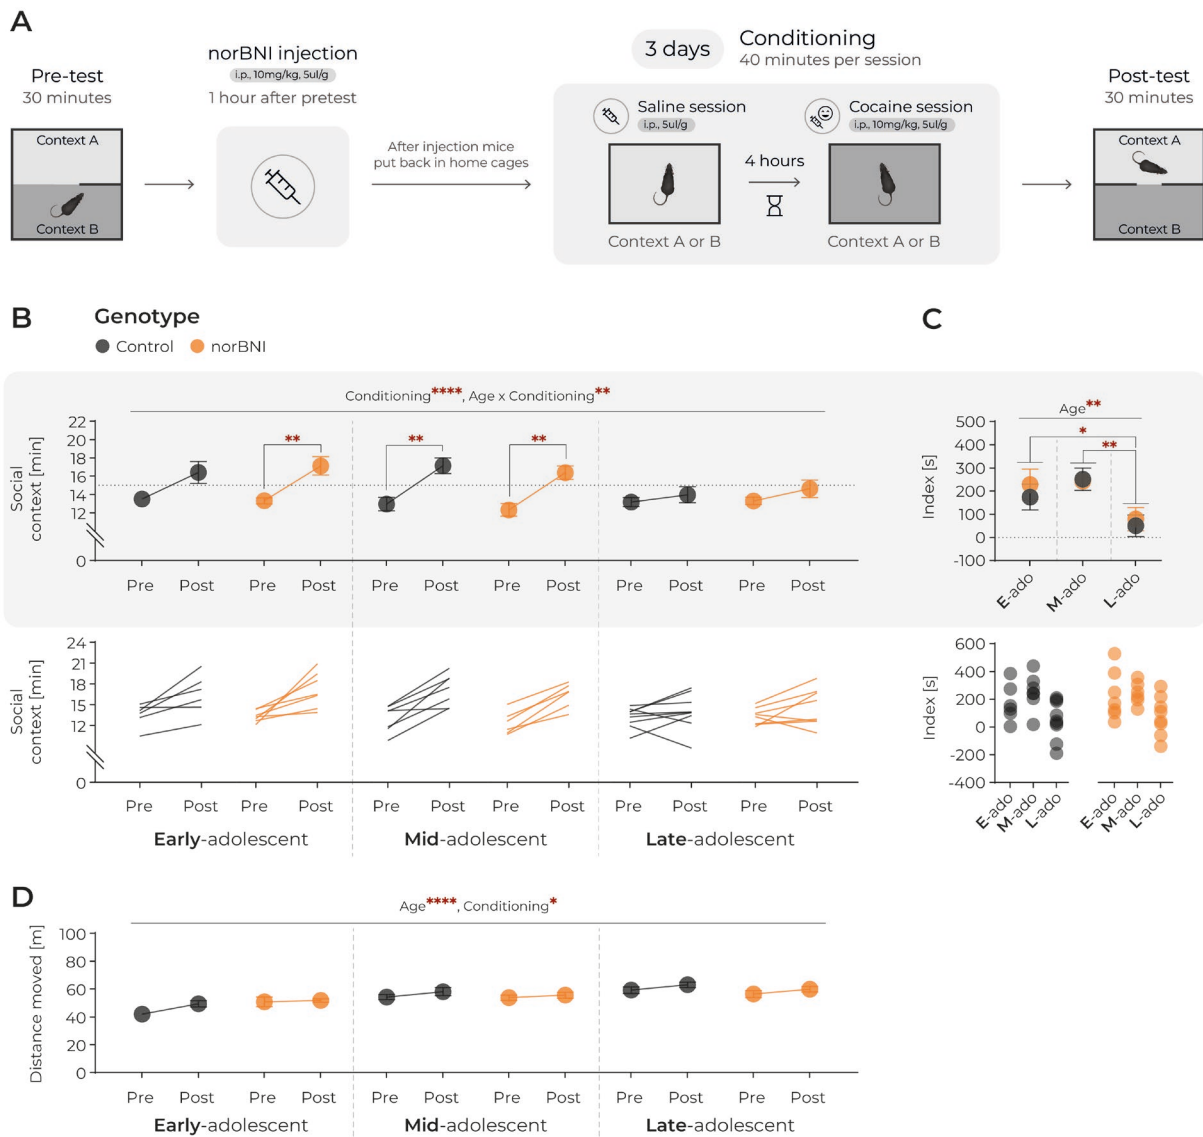 A
Pre-test
30 minutes
Context A
Context B
norBNI injection
i.p., 10mg/kg, 5ul/g
1 hour after pretest
After injection mice
put back in home cages
3 days
Conditioning
40 minutes per session
Saline session
i.p., 5ul/g
Context A or B
4 hours
Cocaine session
i.p., 10mg/kg, 5ul/g
Context A or B
Post-test
30 minutes
Context A
Context B
B
Genotype
Control
norBNI
Conditioning****, Age x Conditioning**
Social
context [min]
22
20
18
16
14
12
0
**
**
**
Pre Post Pre Post Pre Post Pre Post Pre Post Pre Post
Social
context [min]
24
21
18
15
12
0
Pre Post Pre Post Pre Post Pre Post Pre Post Pre Post
Early-adolescent Mid-adolescent Late-adolescent
C
Age**
*
**
Index [s]
500
400
300
200
100
0
-100
E-ado M-ado L-ado
Index [s]
600
400
200
0
-200
-400
E-ado M-ado L-ado E-ado M-ado L-ado
D
Age****, Conditioning*
Distance moved [m]
100
80
60
40
20
0
Pre Post Pre Post Pre Post Pre Post Pre Post Pre Post
Early-adolescent Mid-adolescent Late-adolescent